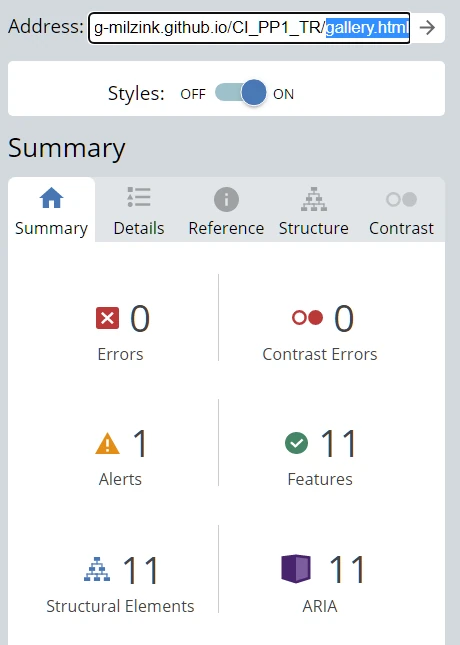 Address: g-milzink.github.io/CI_PP1_TR/gallery.html
Styles: OFF ON
Summary
Summary Details Reference Structure Contrast
0 0
Errors Contrast Errors
1 11
Alerts Features
11 11
Structural Elements ARIA